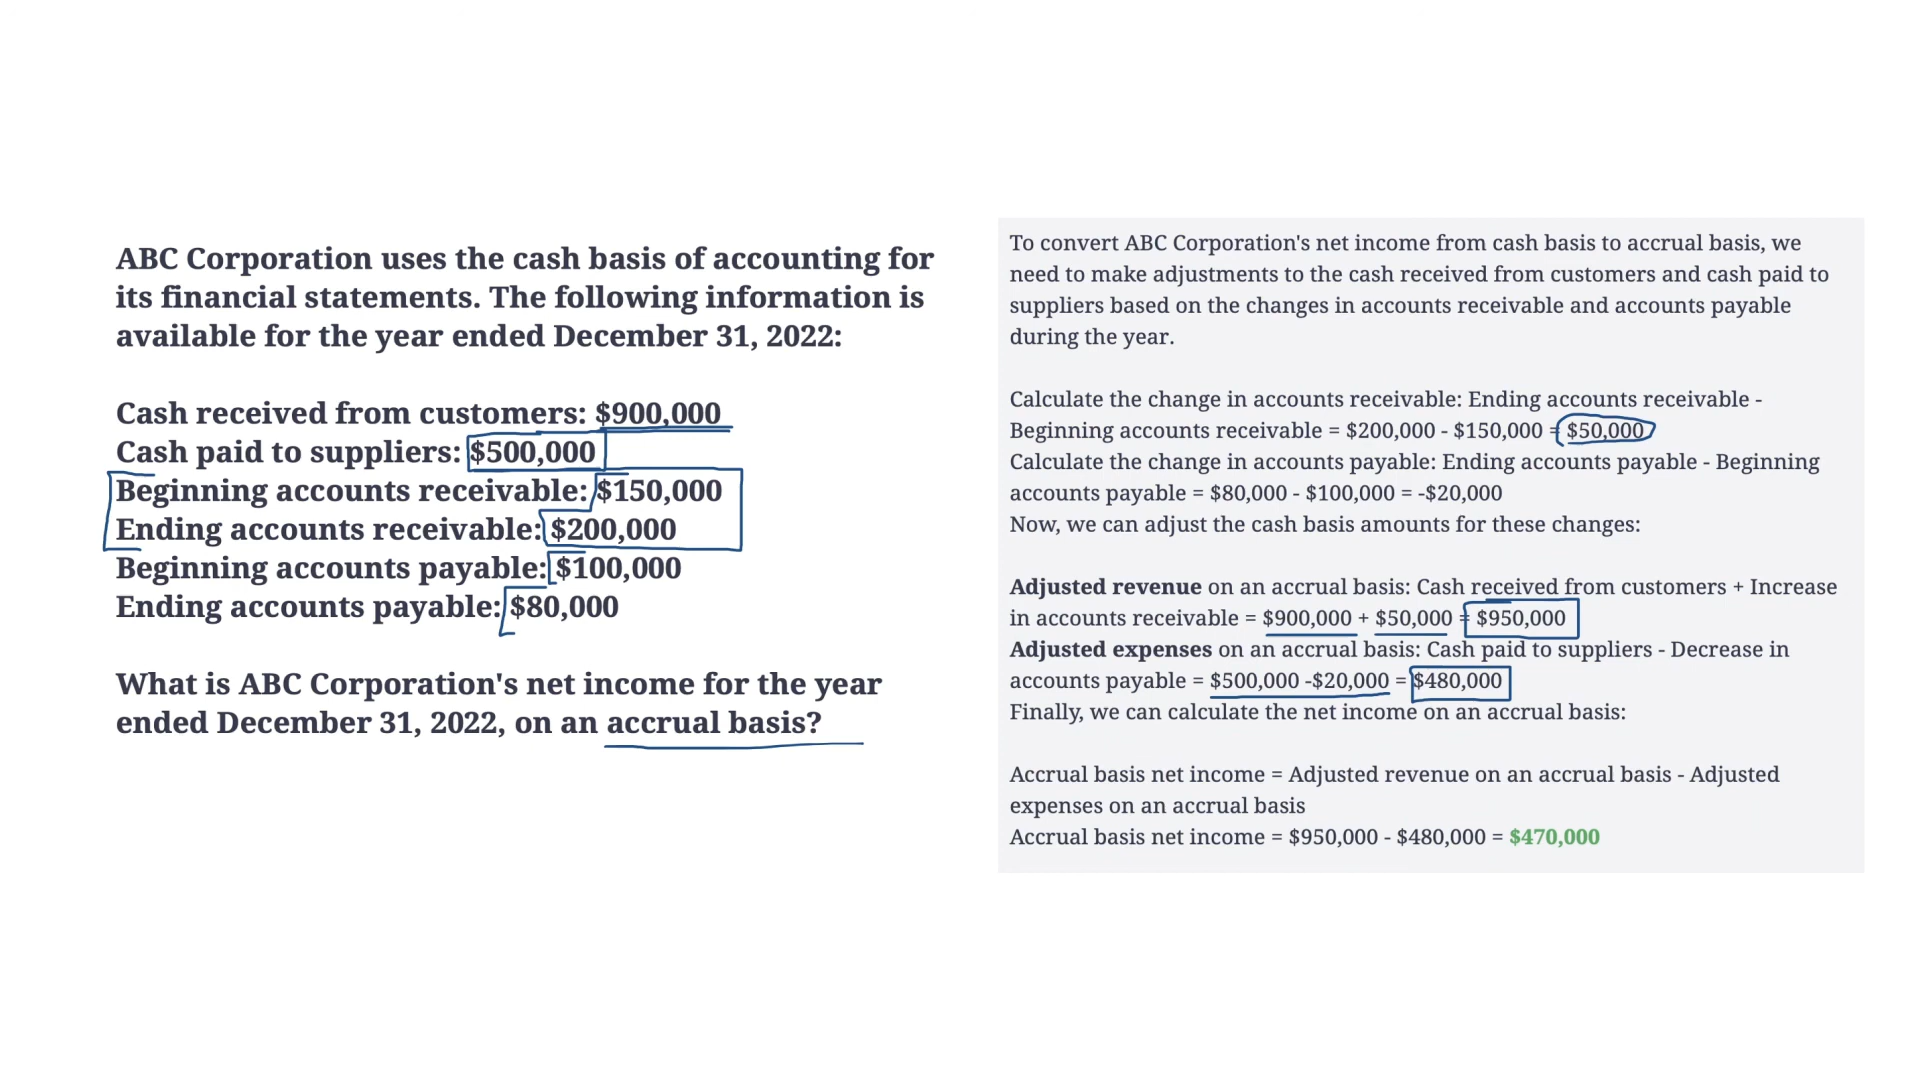 ABC Corporation uses the cash basis of accounting for
its financial statements. The following information is
available for the year ended December 31, 2022:
Cash received from customers: $900,000
Cash paid to suppliers: $500,000
Beginning accounts receivable: $150,000
Ending accounts receivable: $200,000
Beginning accounts payable: $100,000
Ending accounts payable: $80,000
What is ABC Corporation's net income for the year
ended December 31, 2022, on an accrual basis?
To convert ABC Corporation's net income from cash basis to accrual basis, we
need to make adjustments to the cash received from customers and cash paid to
suppliers based on the changes in accounts receivable and accounts payable
during the year.
Calculate the change in accounts receivable: Ending accounts receivable -
Beginning accounts receivable = $200,000 - $150,000 = $50,000
Calculate the change in accounts payable: Ending accounts payable - Beginning
accounts payable = $80,000 - $100,000 = -$20,000
Now, we can adjust the cash basis amounts for these changes:
Adjusted revenue on an accrual basis: Cash received from customers + Increase
in accounts receivable = $900,000 + $50,000 = $950,000
Adjusted expenses on an accrual basis: Cash paid to suppliers - Decrease in
accounts payable = $500,000 -$20,000 = $480,000
Finally, we can calculate the net income on an accrual basis:
Accrual basis net income = Adjusted revenue on an accrual basis - Adjusted
expenses on an accrual basis
Accrual basis net income = $950,000 - $480,000 = $470,000